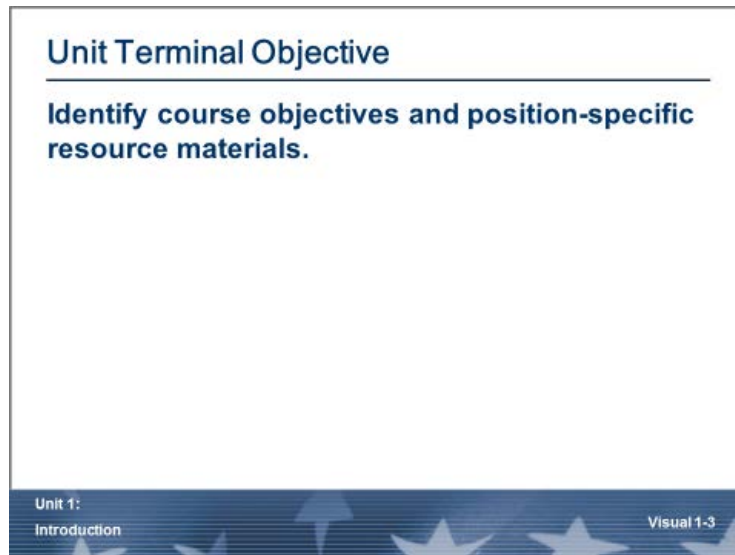 Unit Terminal Objective
Identify course objectives and position-specific
resource materials.
Unit 1:
Introduction
Visual 1-3